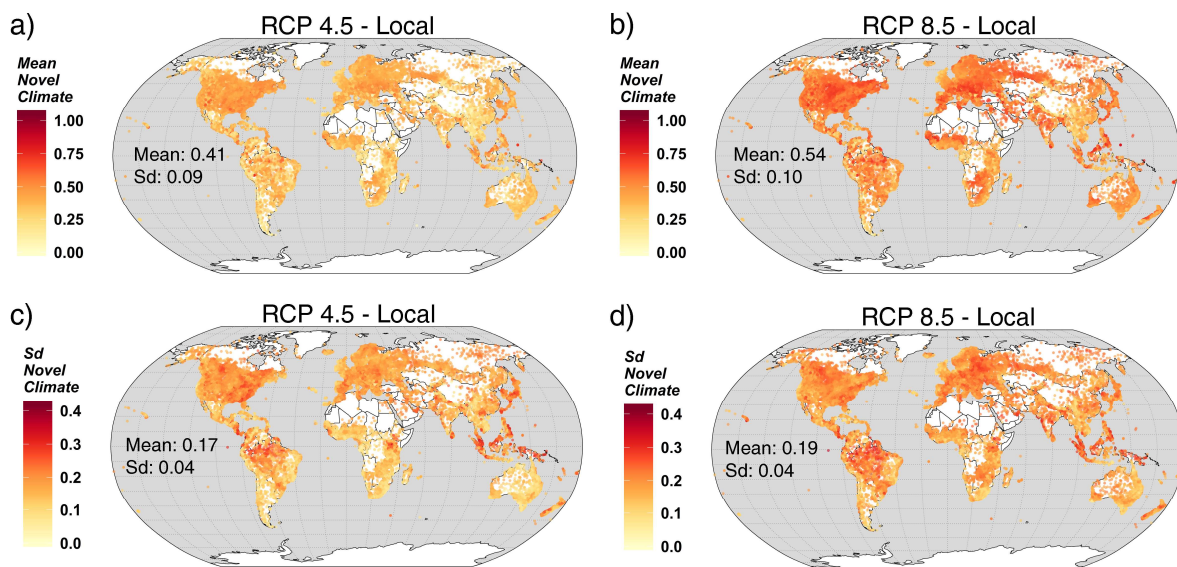 a)
RCP 4.5 - Local
Mean
Novel
Climate
1.00
0.75
0.50
0.25
0.00
Mean: 0.41
Sd: 0.09
b)
RCP 8.5 - Local
Mean
Novel
Climate
1.00
0.75
0.50
0.25
0.00
Mean: 0.54
Sd: 0.10
c)
RCP 4.5 - Local
Sd
Novel
Climate
0.4
0.3
0.2
0.1
0.0
Mean: 0.17
Sd: 0.04
d)
RCP 8.5 - Local
Sd
Novel
Climate
0.4
0.3
0.2
0.1
0.0
Mean: 0.19
Sd: 0.04